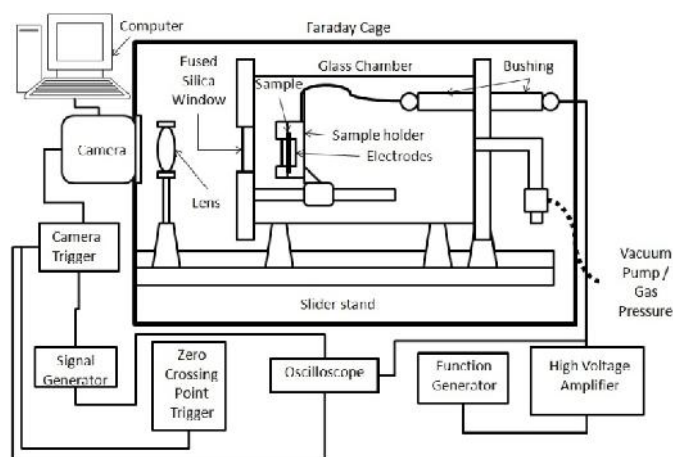 Computer
Faraday Cage
Fused
Silica
Window
Glass Chamber
Bushing
Sample
Camera
Sample holder
Electrodes
Lens
Camera
Trigger
Vacuum
Pump /
Gas
Pressure
Slider stand
Signal
Generator
Zero
Crossing
Point
Trigger
Oscilloscope
Function
Generator
High Voltage
Amplifier